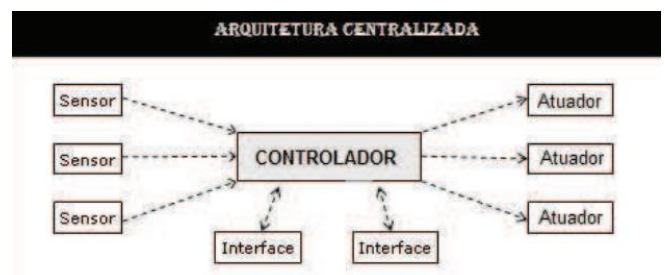 ARQUITETURA CENTRALIZADA
Sensor
Atuador
Sensor
CONTROLADOR
Atuador
Sensor
Atuador
Interface
Interface